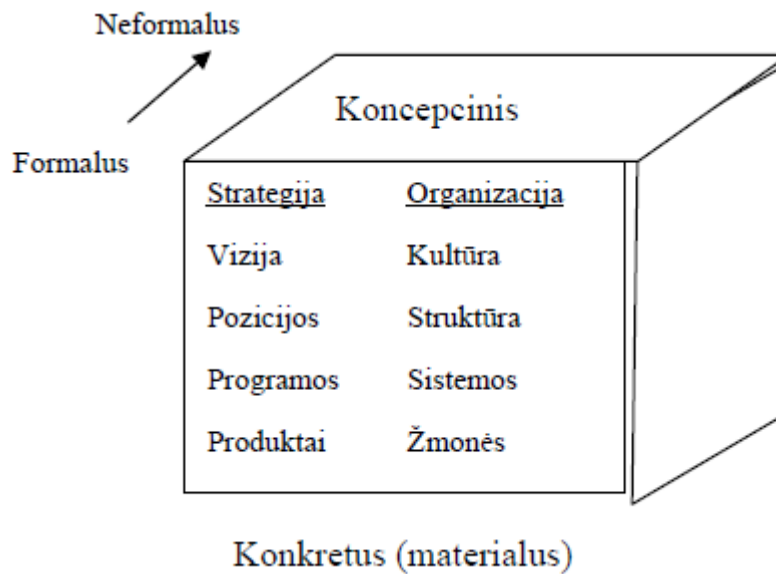 Neformalus
Koncepcinis
Formalus
Strategija Organizacija
Vizija Kultūra
Pozicijos Struktūra
Programos Sistemos
Produktai Žmonės
Konkretus (materialus)